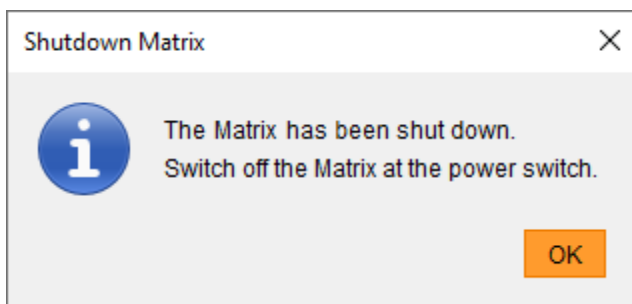 Shutdown Matrix
The Matrix has been shut down.
Switch off the Matrix at the power switch.
OK